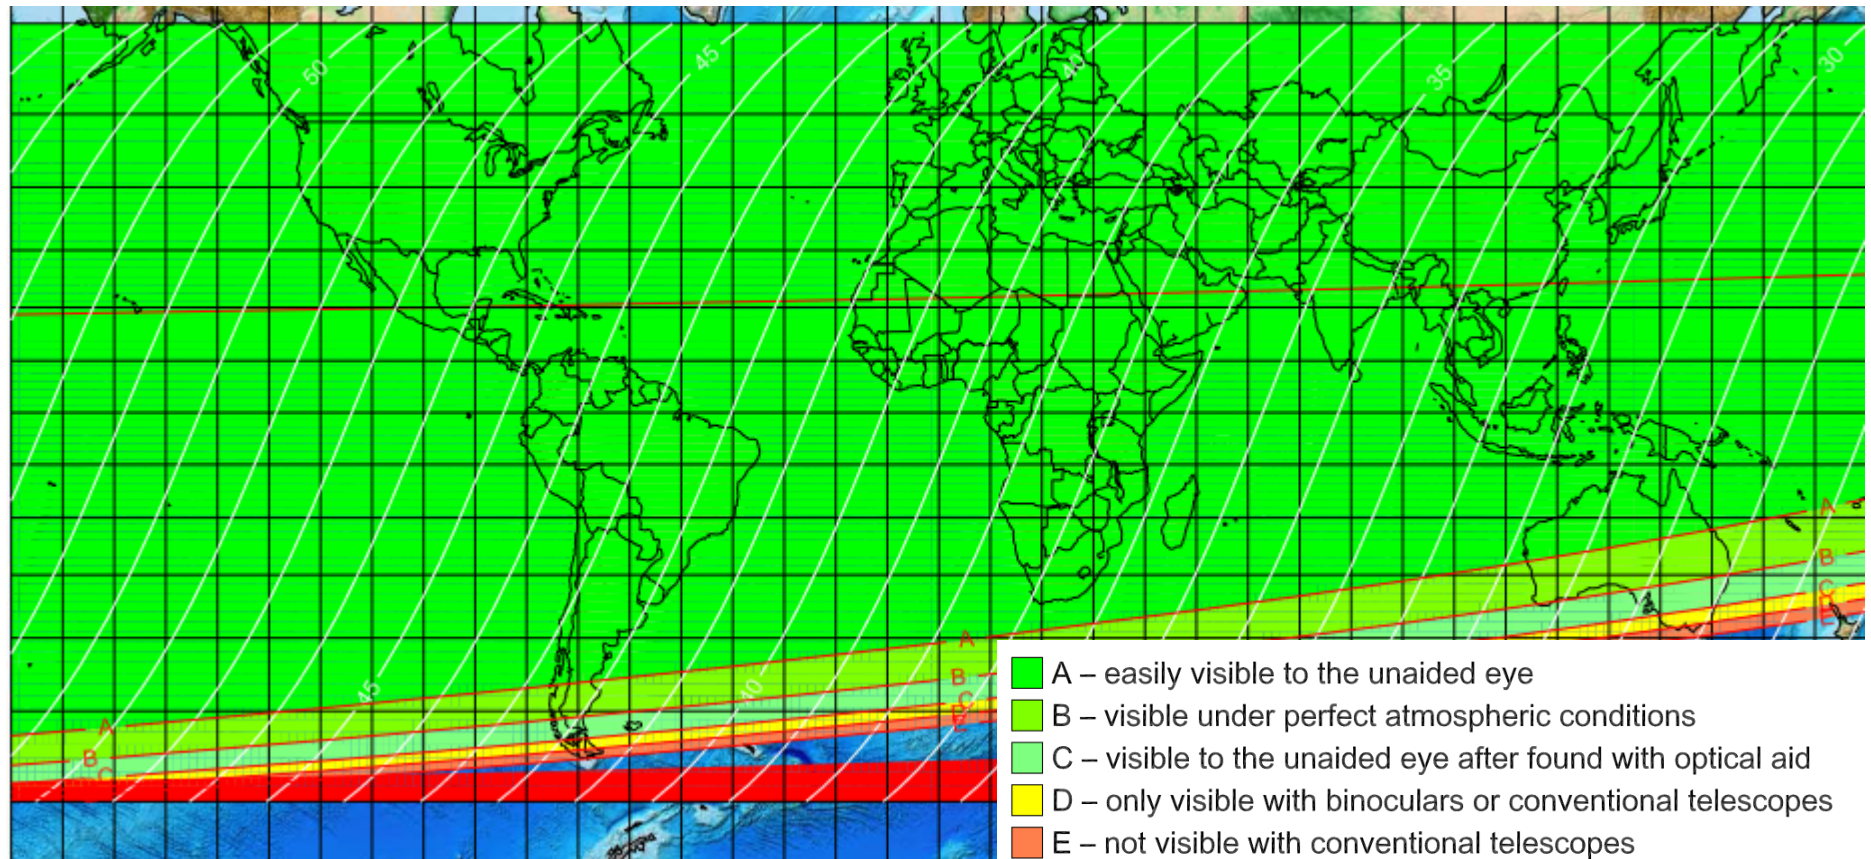 50
45
40
35
30
A
B
C
E
A
B
C
E
45
40
A
B
C
A – easily visible to the unaided eye
B – visible under perfect atmospheric conditions
C – visible to the unaided eye after found with optical aid
D – only visible with binoculars or conventional telescopes
E – not visible with conventional telescopes